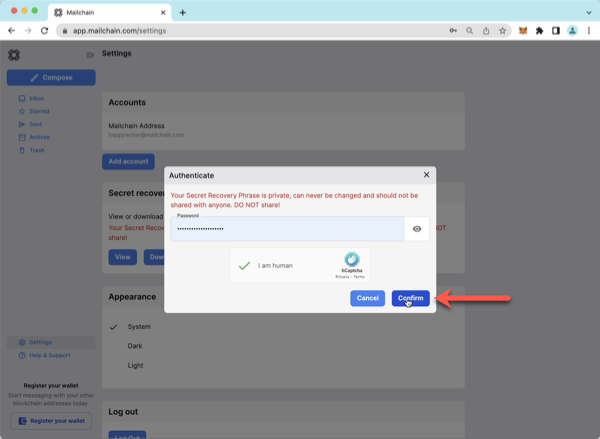 Mailchain
app.mailchain.com/settings
Settings
Compose
Inbox
Starred
Sent
Archive
Trash
Accounts
Mailchain Address
happywriter@mailchain.com
Add account
Secret recove
View or download
Your Secret Recov
NOT
share!
View
Dow
Authenticate
Your Secret Recovery Phrase is private, can never be changed and should not be
shared with anyone. DO NOT share!
Password
I am human
hCaptcha
Privacy - Terms
Cancel
Confirm
Appearance
System
Dark
Light
Settings
Help & Support
Register your wallet
Start messaging with your other
blockchain addresses today.
Register your wallet
Log out
Log Out